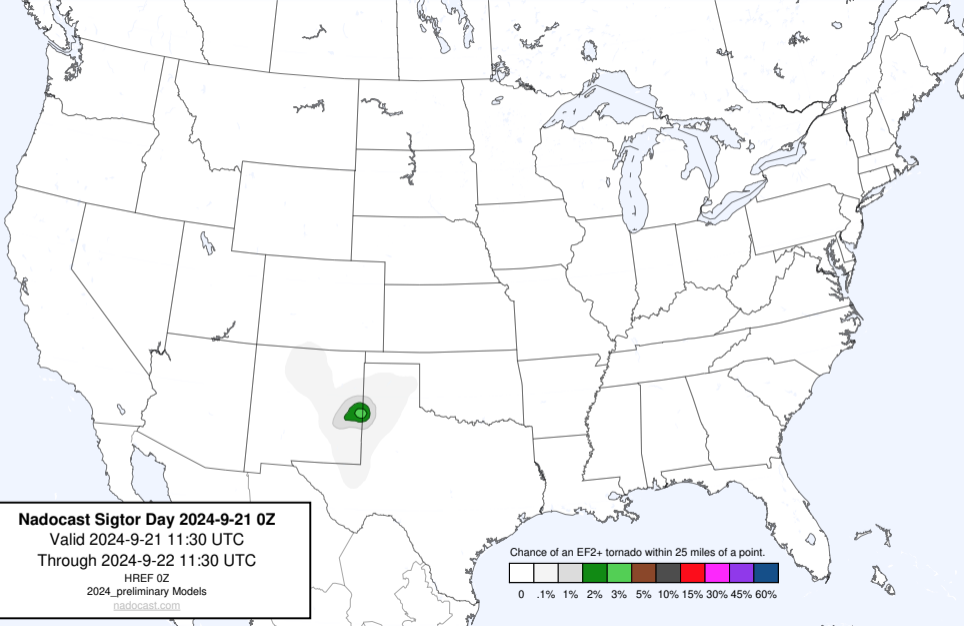 Nadocast Sigtor Day 2024-9-21 0Z
Valid 2024-9-21 11:30 UTC
Through 2024-9-22 11:30 UTC
HREF 0Z
2024_preliminary Models
nadocast.com
Chance of an EF2+ tornado within 25 miles of a point.
0 .1% 1% 2% 3% 5% 10% 15% 30% 45% 60%